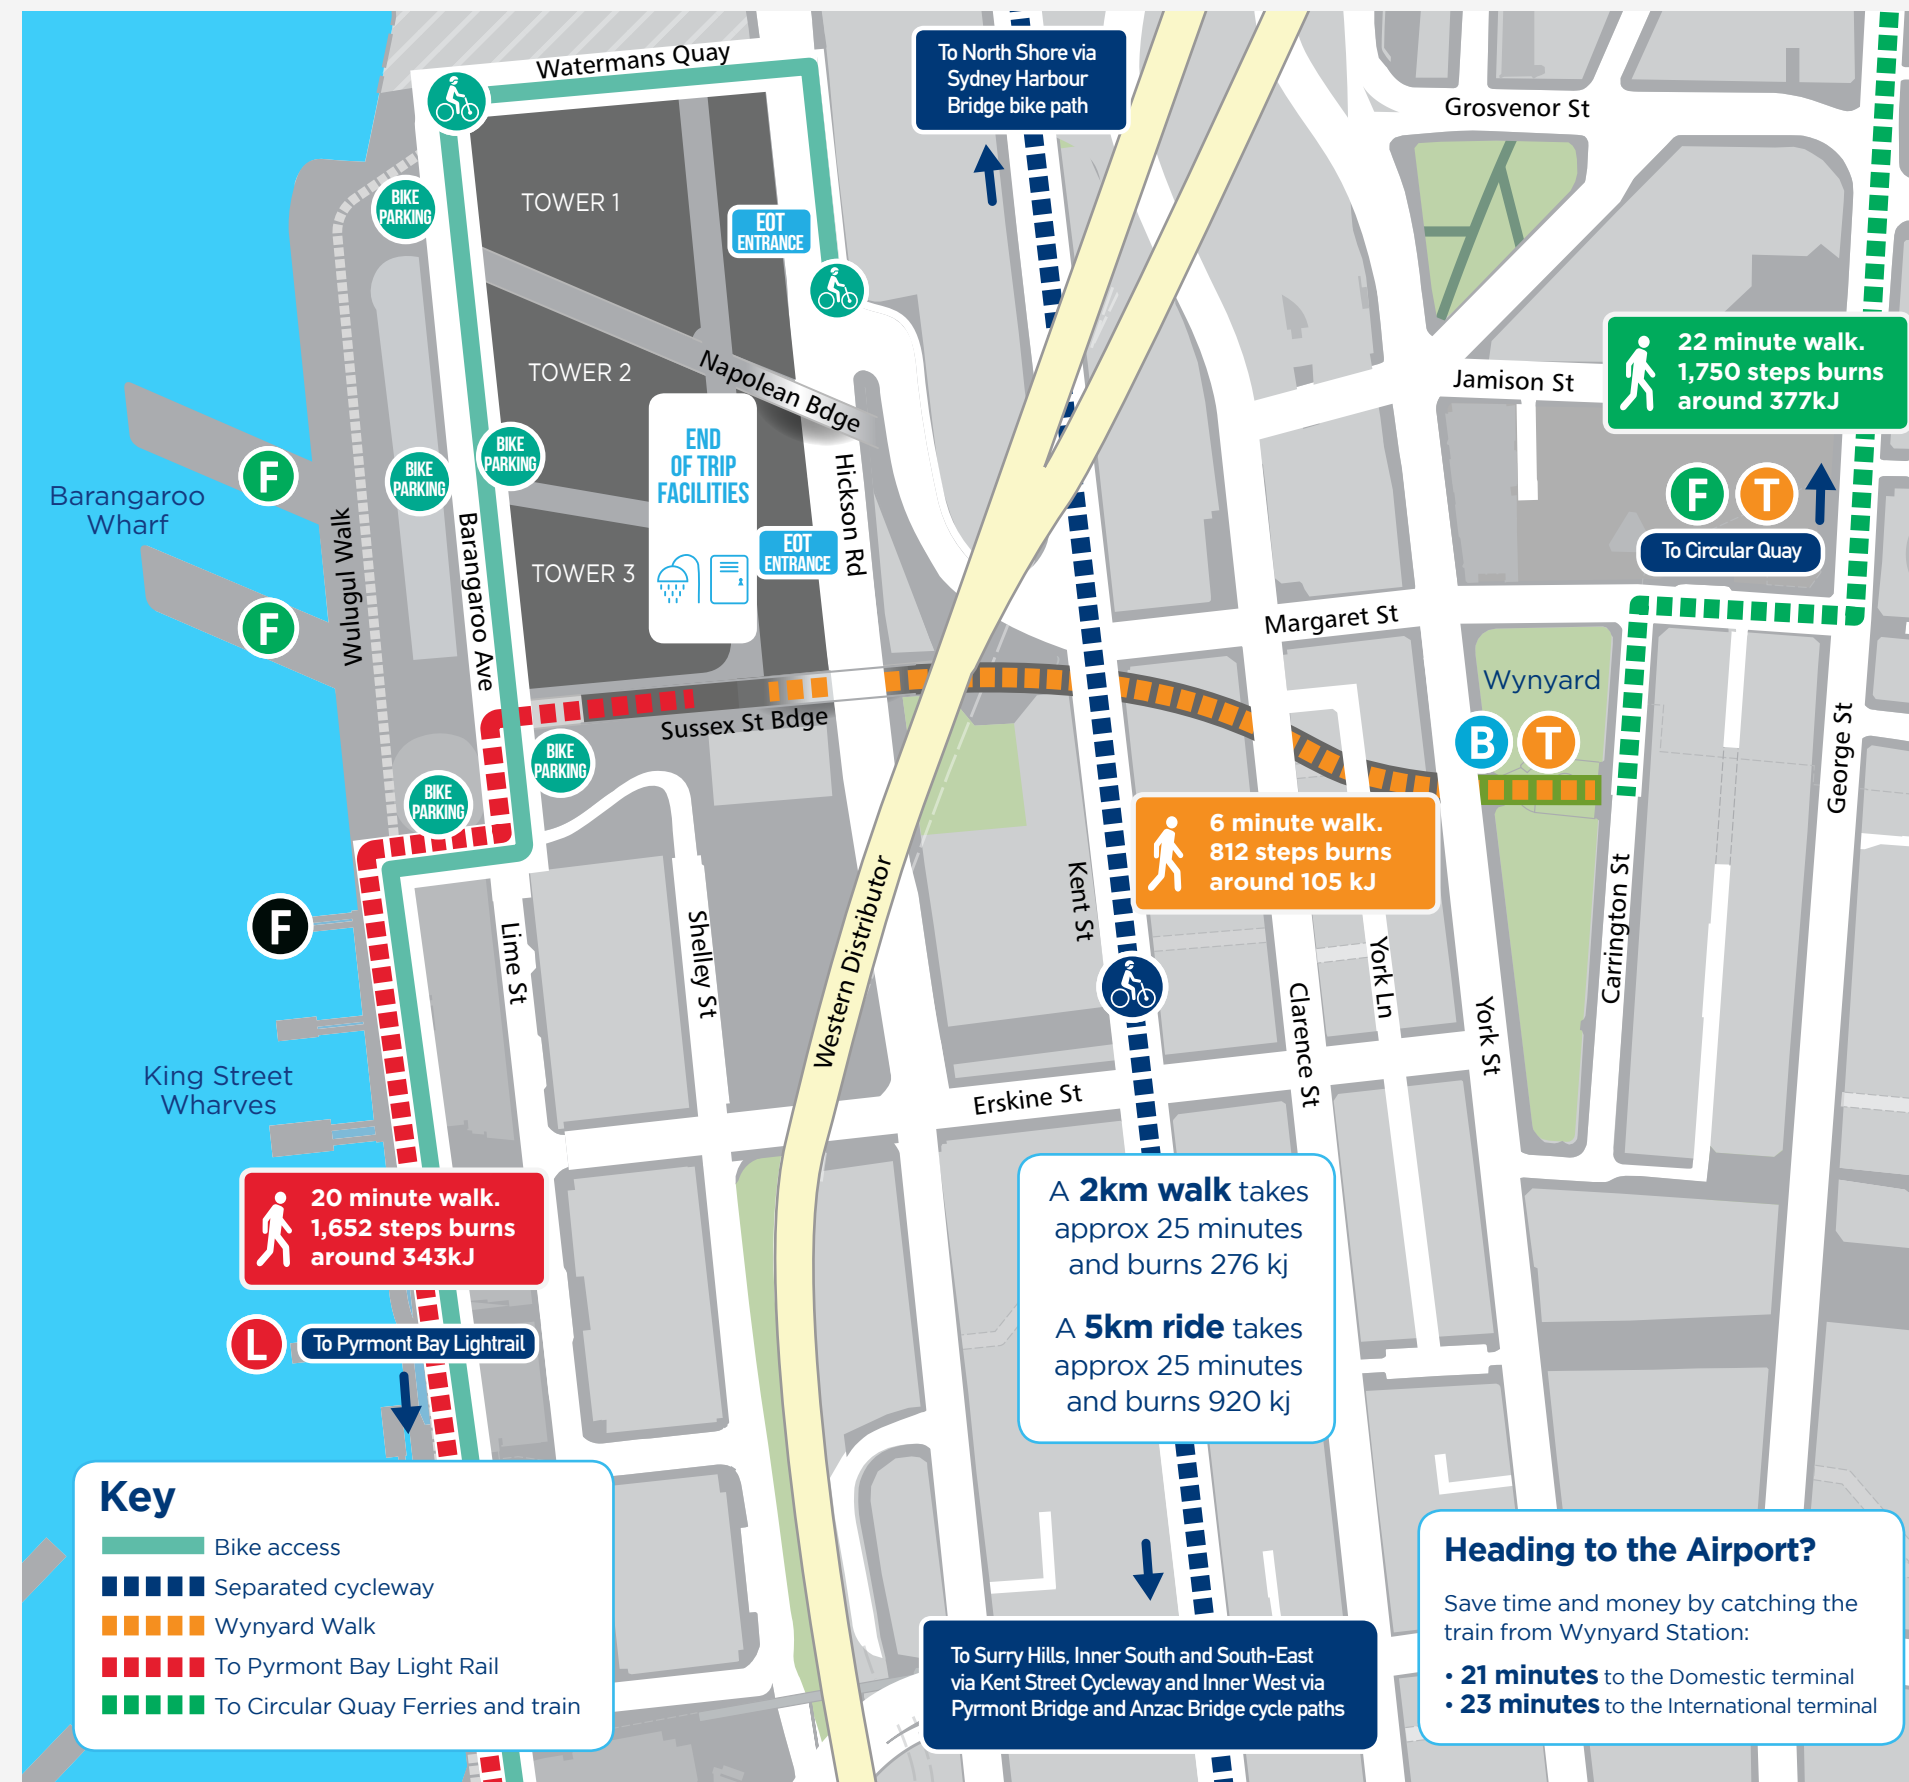 Watermans Quay
To North Shore via
Sydney Harbour
Bridge bike path
Grosvenor St
BIKE
PARKING
TOWER 1
EOT
ENTRANCE
22 minute walk.
1,750 steps burns
around 377kJ
TOWER 2
Napolean Bdge
Jamison St
END
OF TRIP
FACILITIES
BIKE
PARKING
BIKE
PARKING
F
Barangaroo
Wharf
Hickson Rd
F
T
To Circular Quay
Wulugul Walk
Barangaroo Ave
EOT
ENTRANCE
TOWER 3
F
Margaret St
Wynyard
Sussex St Bdge
B
T
George St
BIKE
PARKING
BIKE
PARKING
6 minute walk.
812 steps burns
around 105 kJ
F
Lime St
Shelley St
Western Distributor
Kent St
Clarence St
York Ln
York St
Carrington St
King Street
Wharves
Erskine St
20 minute walk.
1,652 steps burns
around 343kJ
L
To Pyrmont Bay Lightrail
A 2km walk takes
approx 25 minutes
and burns 276 kj
A 5km ride takes
approx 25 minutes
and burns 920 kj
Key
Bike access
Separated cycleway
Wynyard Walk
To Pyrmont Bay Light Rail
To Circular Quay Ferries and train
To Surry Hills, Inner South and South-East
via Kent Street Cycleway and Inner West via
Pyrmont Bridge and Anzac Bridge cycle paths
Heading to the Airport?
Save time and money by catching the
train from Wynyard Station:
• 21 minutes to the Domestic terminal
• 23 minutes to the International terminal